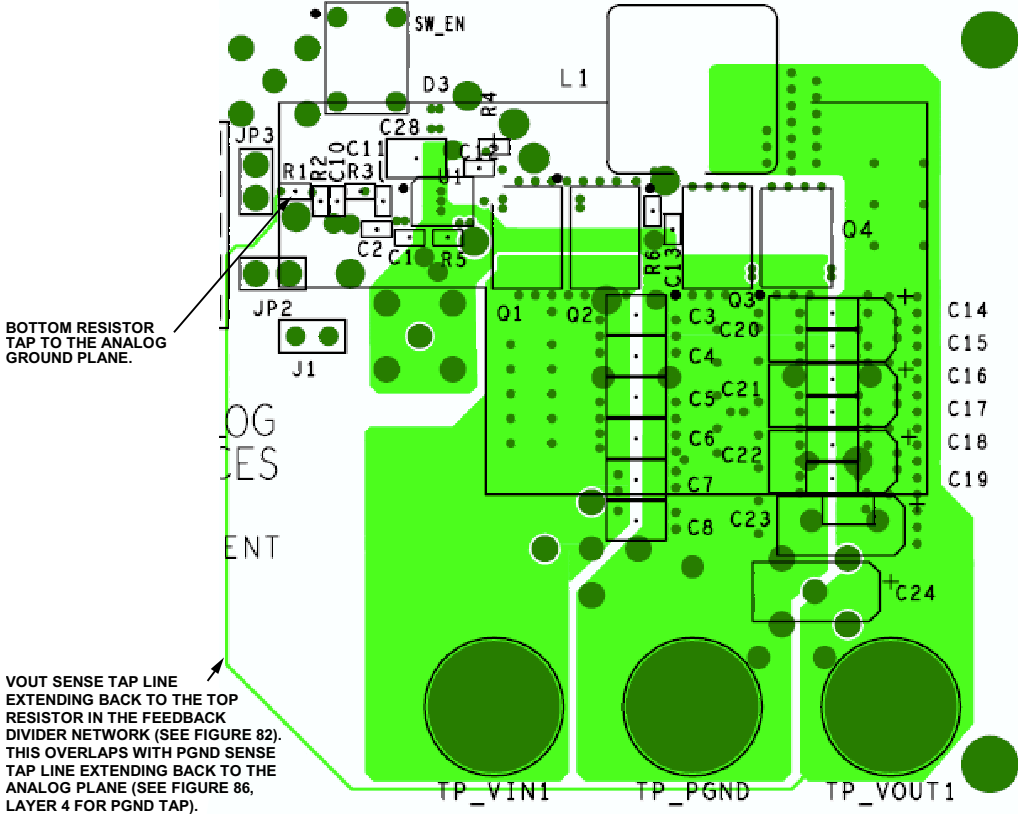 SW_EN
D3
L1
R4
C28
JP3
C11
C12
R2
C10
R1
R3
U1
Q4
C2
C1
R5
R6
C13
JP2
Q1
Q2
C3
Q3
C20
C14
BOTTOM RESISTOR
TAP TO THE ANALOG
GROUND PLANE.
J1
C4
C15
C5
C21
C16
C17
OG
CES
C6
C22
C18
C7
C19
C8
C23
ENT
C24
VOUT SENSE TAP LINE
EXTENDING BACK TO THE TOP
RESISTOR IN THE FEEDBACK
DIVIDER NETWORK (SEE FIGURE 82).
THIS OVERLAPS WITH PGND SENSE
TAP LINE EXTENDING BACK TO THE
ANALOG PLANE (SEE FIGURE 86,
LAYER 4 FOR PGND TAP).
TP_VIN1
TP_PGND
TP_VOUT1